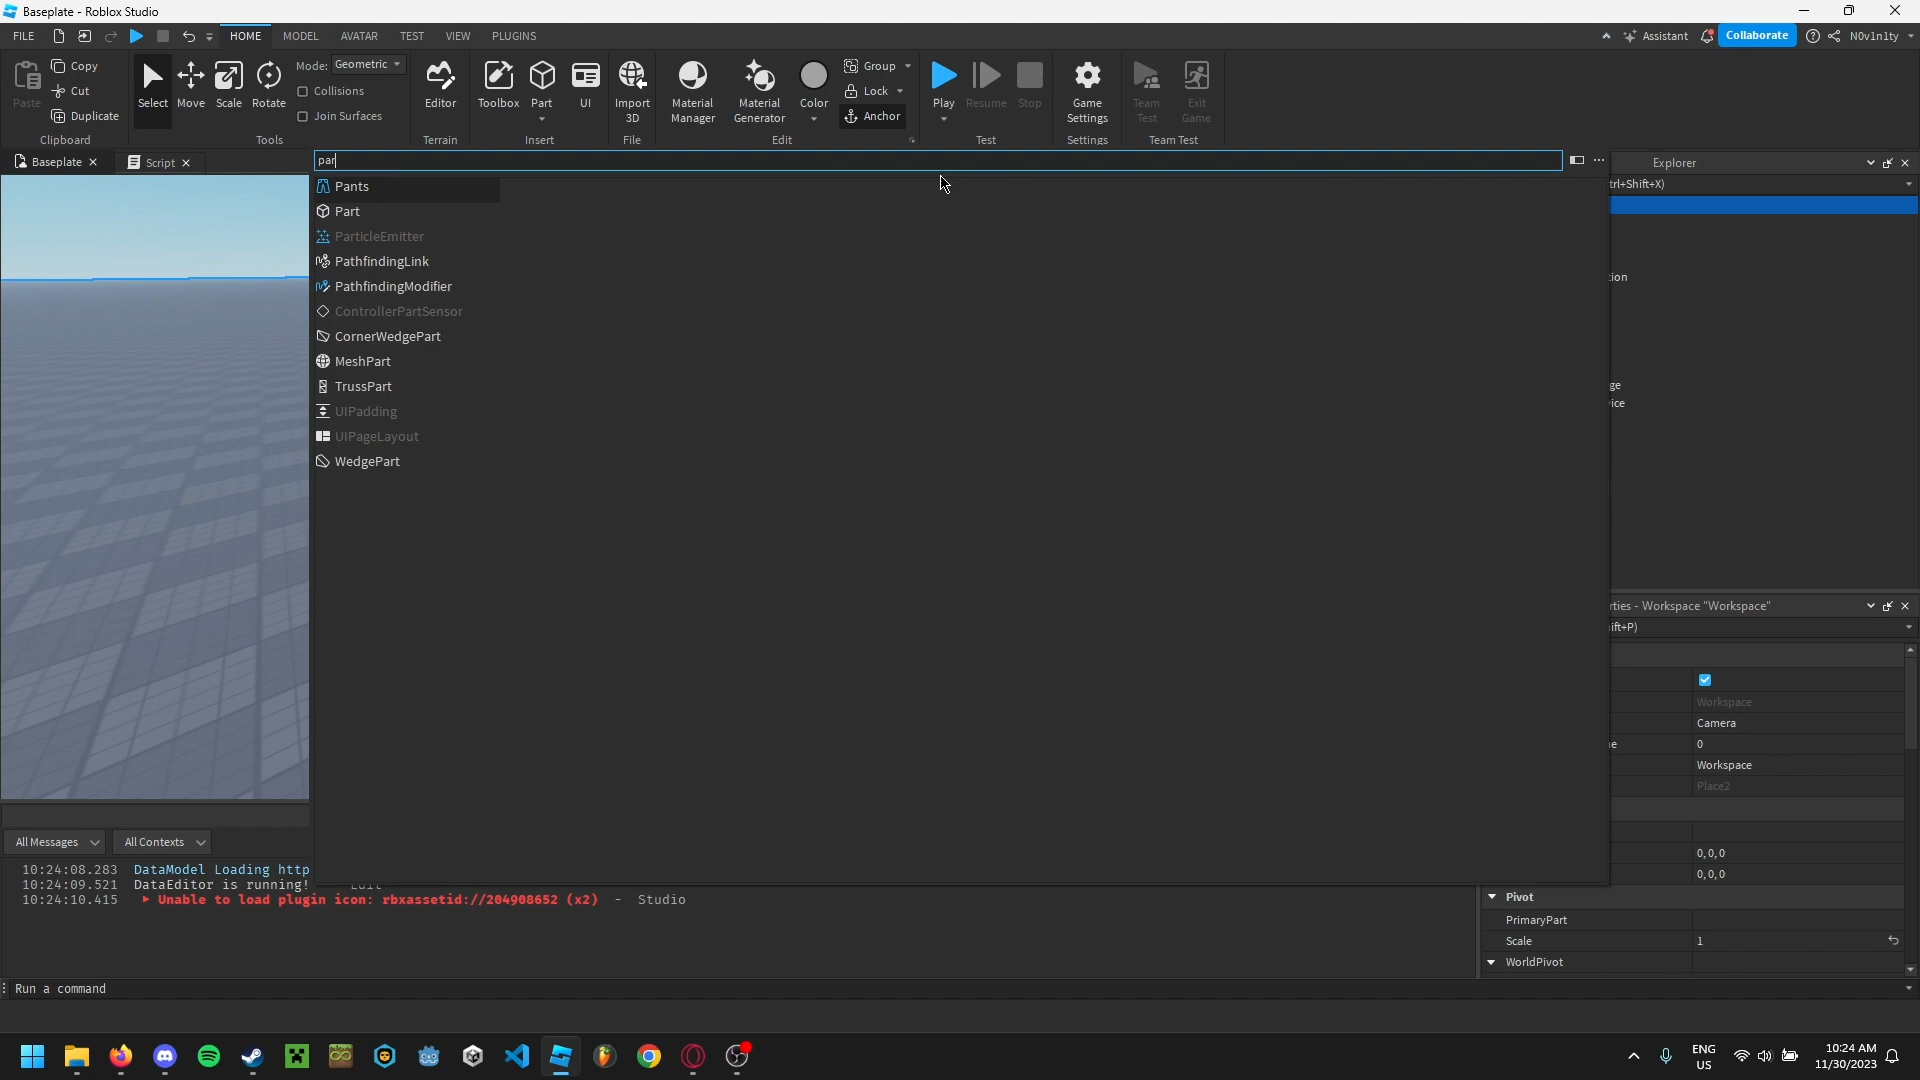 Baseplate - Roblox Studio
FILE HOME MODEL AVATAR TEST VIEW PLUGINS Assistant Collaborate N0v1n1ty
Paste Copy Cut Duplicate
Clipboard
Select Move Scale Rotate Mode: Geometric Collisions Join Surfaces
Tools
Editor
Terrain
Toolbox Part UI
Insert
Import 3D
File
Material Manager Material Generator Color Group Lock Anchor
Edit
Play Resume Stop
Test
Game Settings
Settings
Team Test Exit Game
Team Test
Baseplate Script
par
Pants
Part
ParticleEmitter
PathfindingLink
PathfindingModifier
ControllerPartSensor
CornerWedgePart
MeshPart
TrussPart
UIPadding
UIPageLayout
WedgePart
Explorer
trl+Shift+X)
ion
ge
ice
rties - Workspace "Workspace"
ift+P)
Workspace
Camera
e 0
Workspace
Place2
0, 0, 0
0, 0, 0
Pivot
PrimaryPart
Scale 1
WorldPivot
All Messages All Contexts
10:24:08.283 DataModel Loading http
10:24:09.521 DataEditor is running! - Edit
10:24:10.415 Unable to load plugin icon: rbxassetid://204908652 (x2) - Studio
Run a command
ENG
US
10:24 AM
11/30/2023